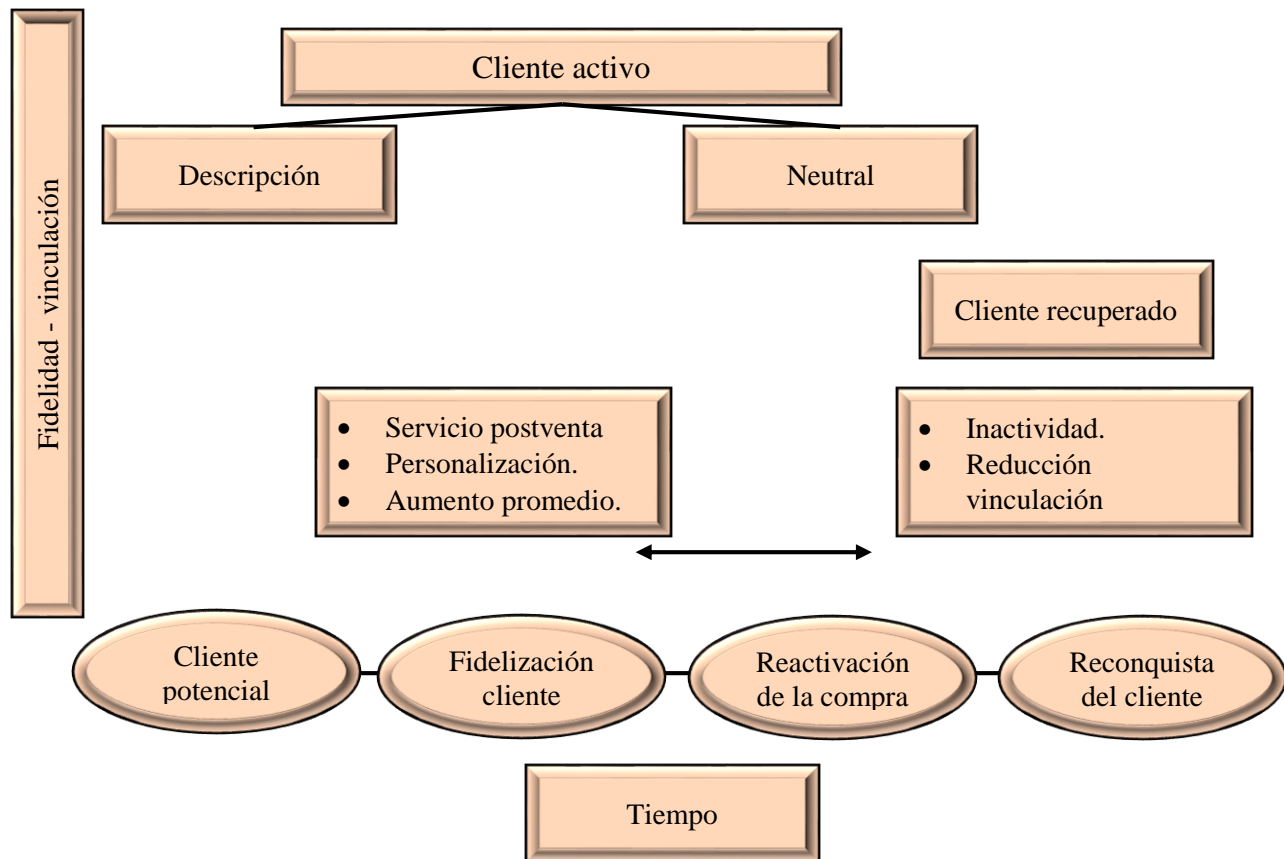 Cliente activo
Descripción
Neutral
Fidelidad - vinculación
Cliente recuperado
• Servicio postventa
• Personalización.
• Aumento promedio.
• Inactividad.
• Reducción
vinculación
Cliente
potencial
Fidelización
cliente
Reactivación
de la compra
Reconquista
del cliente
Tiempo